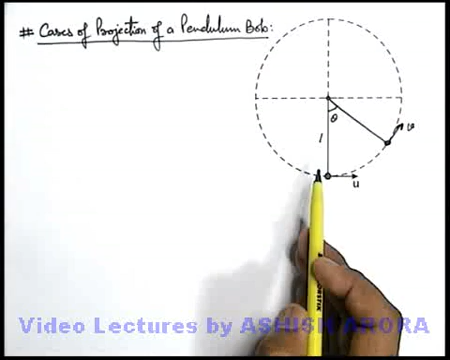 # Cases of Projection of a Pendulum Bob:
θ
l
v
u
Video Lectures by ASHISH ARORA